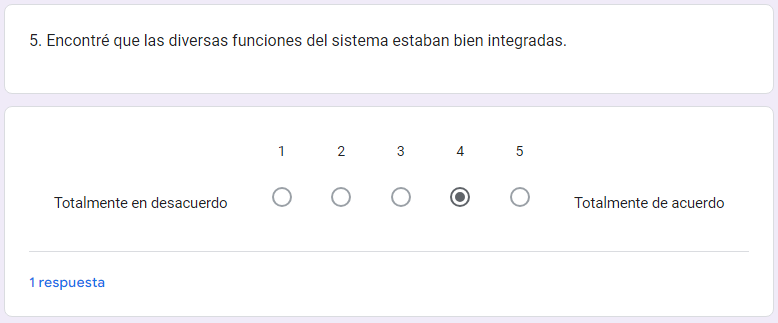 5. Encontré que las diversas funciones del sistema estaban bien integradas.
1 2 3 4 5
Totalmente en desacuerdo Totalmente de acuerdo
1 respuesta